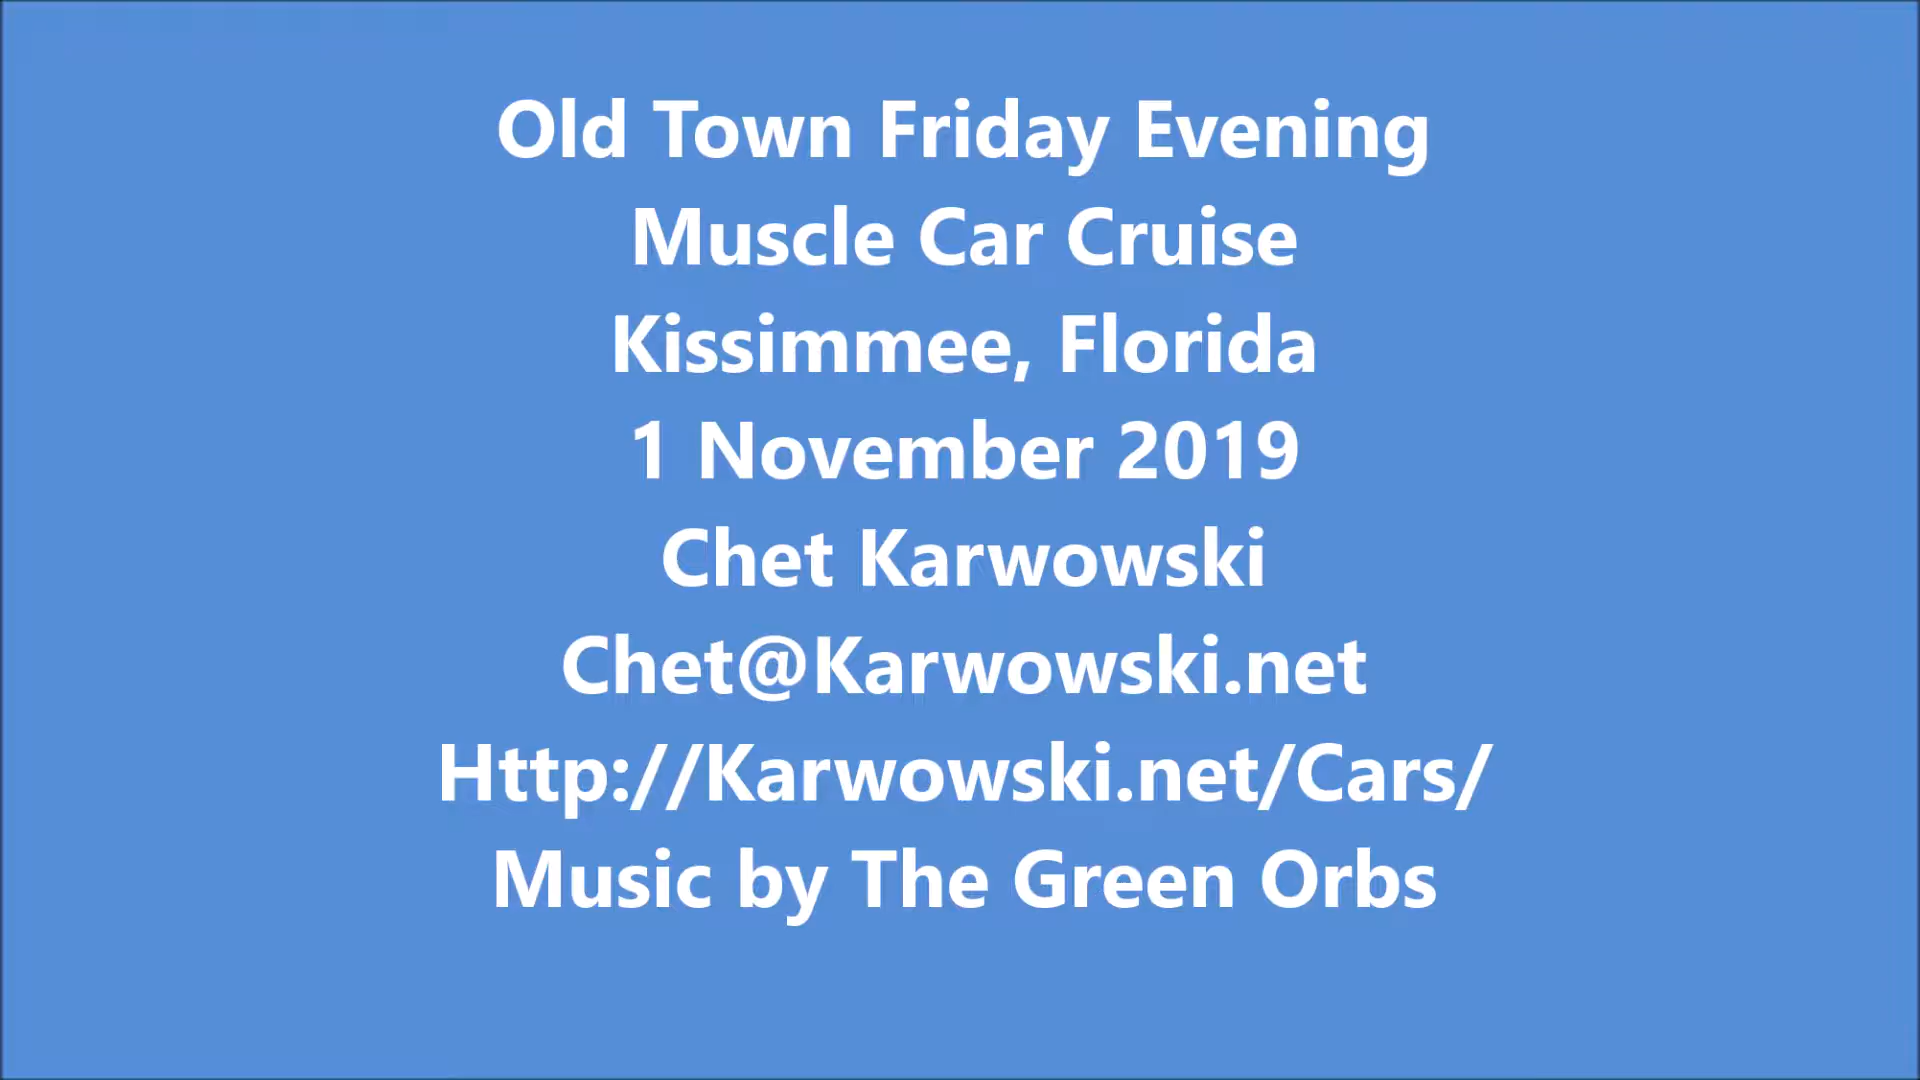 Old Town Friday Evening
Muscle Car Cruise
Kissimmee, Florida
1 November 2019
Chet Karwowski
Chet@Karwowski.net
Http://Karwowski.net/Cars/
Music by The Green Orbs